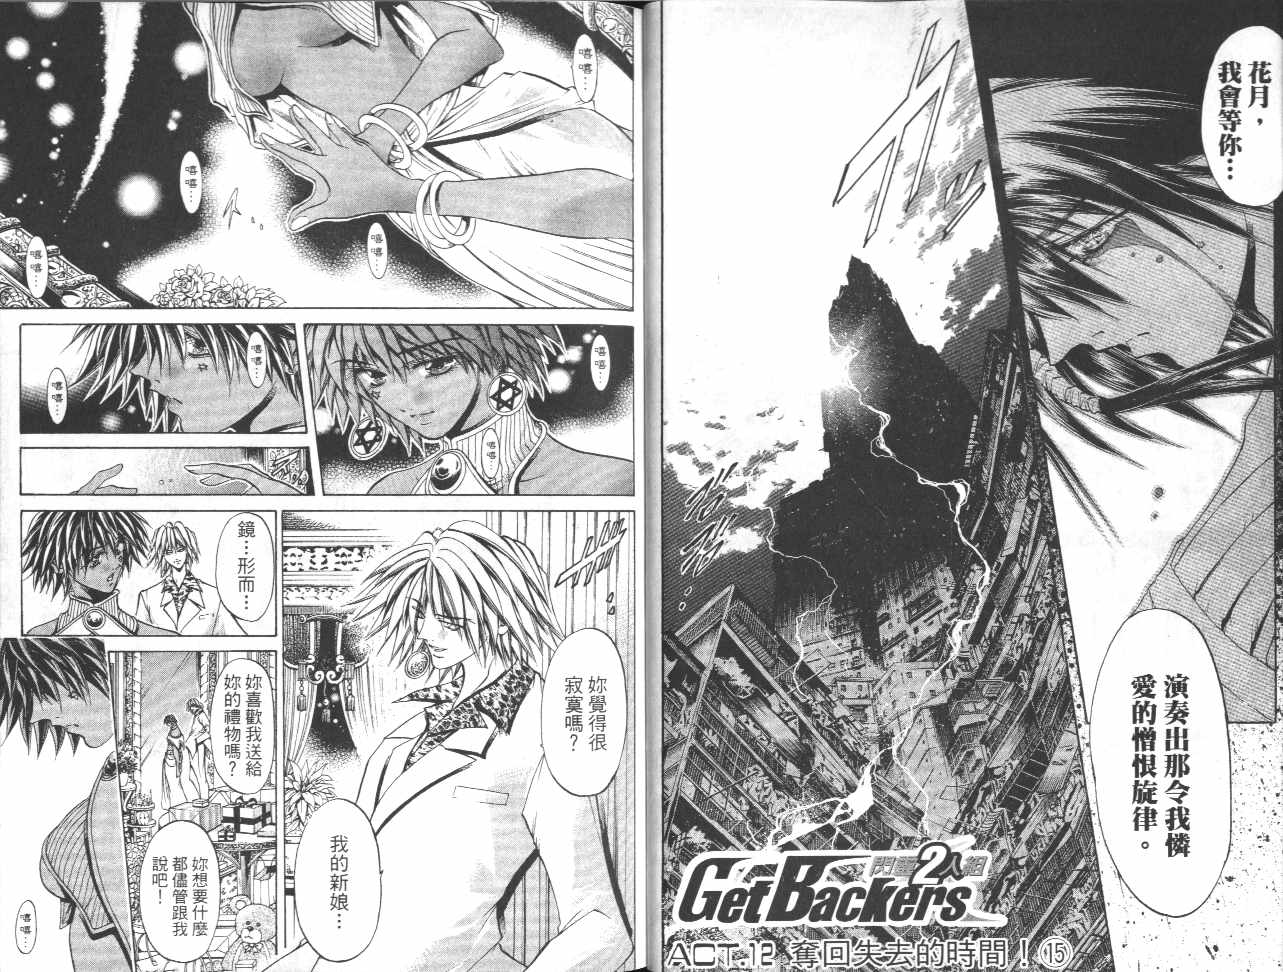 花月，
我會等你…
演奏出那令我憐
愛的憎恨旋律。
GetBackers
閃靈2人組
ACT.12 奪回失去的時間！⑮
嘻
嘻…
嘻
嘻…
嘻
嘻…
嘻
嘻…
嘻
嘻…
嘻
嘻…
嘻
嘻…
嘻
嘻…
妳覺得很
寂寞嗎？
我的新娘…
鏡…形而…
妳喜歡我送給
妳的禮物嗎？
妳想要什麼
都儘管跟我
說吧！
嘻
嘻…